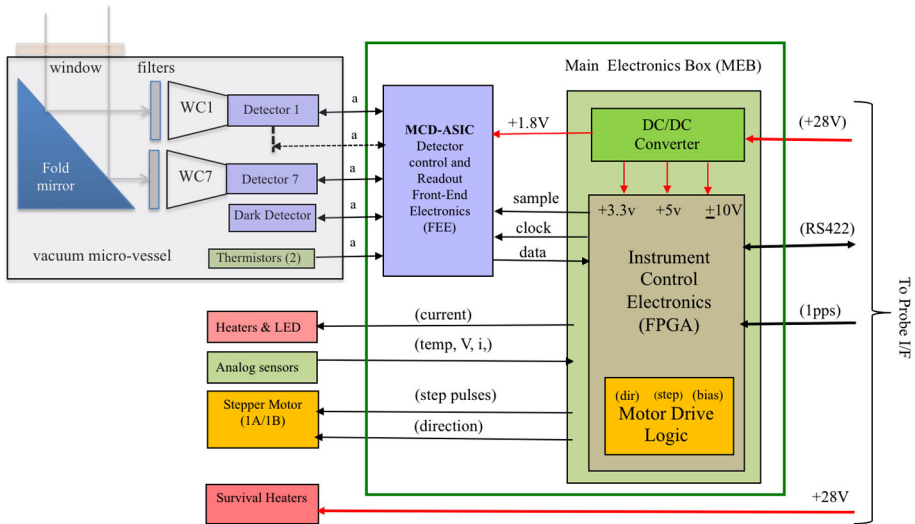 window
filters
WC1
Detector 1
a
a
Fold
mirror
WC7
Detector 7
a
Dark Detector
a
vacuum micro-vessel
Thermistors (2)
a
Main Electronics Box (MEB)
MCD-ASIC
Detector
control and
Readout
Front-End
Electronics
(FEE)
+1.8V
DC/DC
Converter
(+28V)
sample
clock
data
+3.3v +5v ±10V
Instrument
Control
Electronics
(FPGA)
(RS422)
(1pps)
To Probe I/F
Heaters & LED
(current)
Analog sensors
(temp, V, i,)
Stepper Motor
(1A/1B)
(step pulses)
(direction)
(dir) (step) (bias)
Motor Drive
Logic
Survival Heaters
+28V